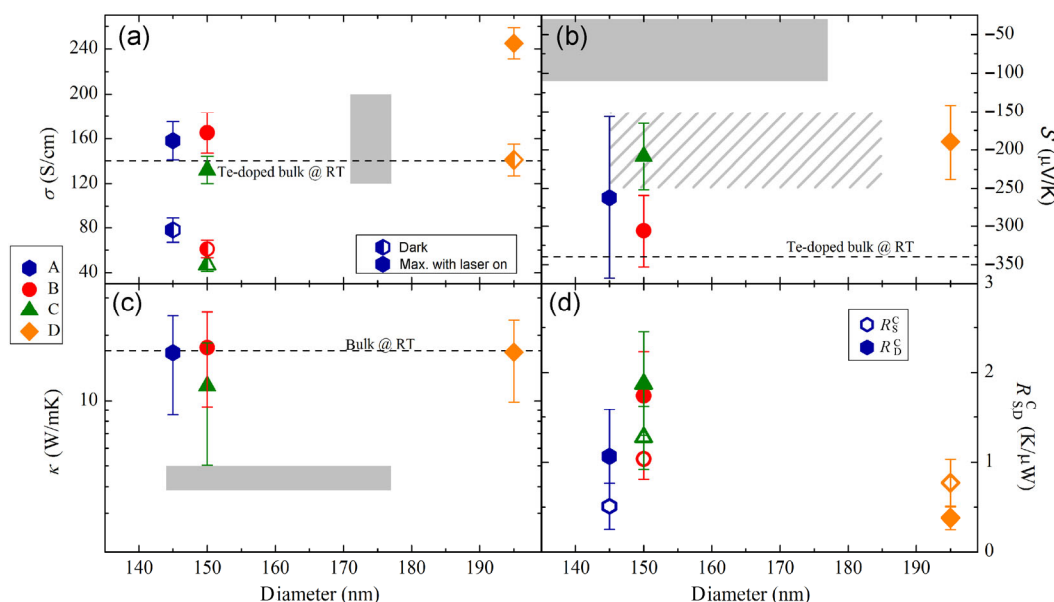 (a)
240
200
160
120
80
40
σ (S/cm)
Te-doped bulk @ RT
Dark
Max. with laser on
(b)
−50
−100
−150
−200
−250
−300
−350
S (μV/K)
Te-doped bulk @ RT
A
B
C
D
(c)
10
κ (W/mK)
Bulk @ RT
140 150 160 170 180 190
Diameter (nm)
(d)
R_S^C
R_D^C
3
2
1
0
R_{S,D}^C (K/μW)
140 150 160 170 180 190
Diameter (nm)